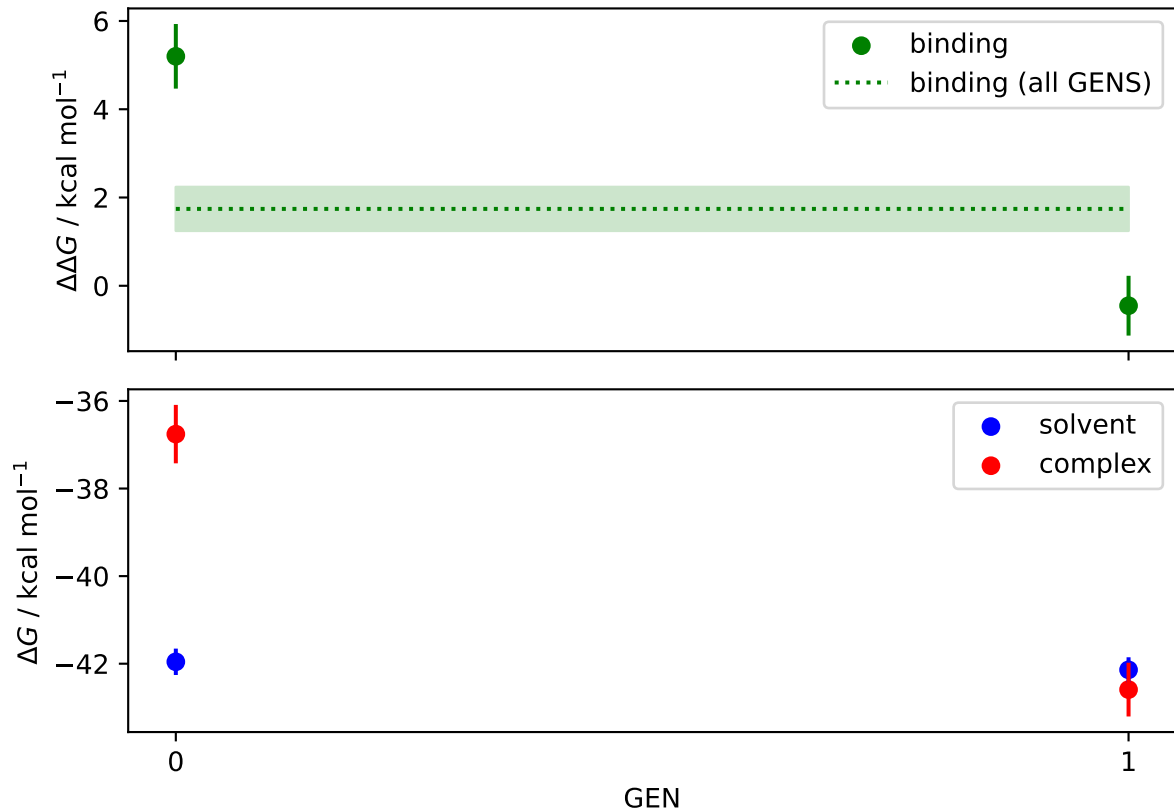 6
4
2
0
ΔΔG / kcal mol⁻¹
binding
binding (all GENS)
−36
−38
−40
−42
ΔG / kcal mol⁻¹
solvent
complex
0
1
GEN